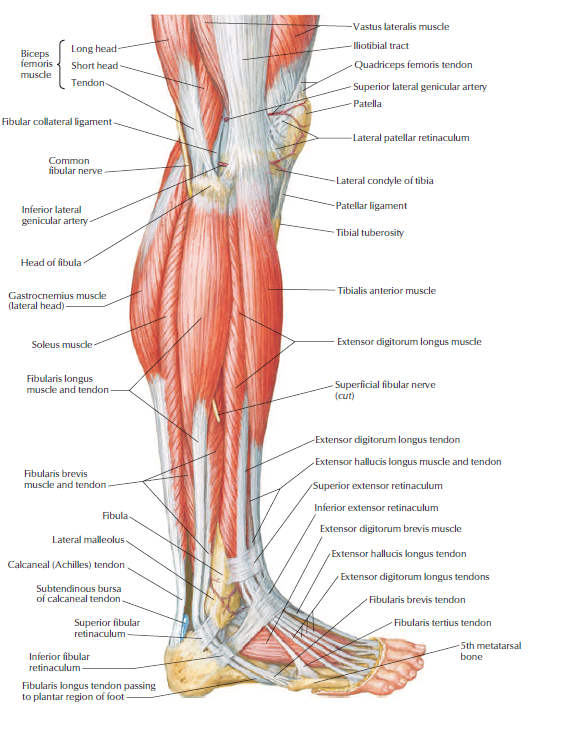 Biceps
femoris
muscle
Long head
Short head
Tendon
Fibular collateral ligament
Common
fibular nerve
Inferior lateral
genicular artery
Head of fibula
Gastrocnemius muscle
(lateral head)
Soleus muscle
Fibularis longus
muscle and tendon
Fibularis brevis
muscle and tendon
Fibula
Lateral malleolus
Calcaneal (Achilles) tendon
Subtendinous bursa
of calcaneal tendon
Superior fibular
retinaculum
Inferior fibular
retinaculum
Fibularis longus tendon passing
to plantar region of foot
Vastus lateralis muscle
Iliotibial tract
Quadriceps femoris tendon
Superior lateral genicular artery
Patella
Lateral patellar retinaculum
Lateral condyle of tibia
Patellar ligament
Tibial tuberosity
Tibialis anterior muscle
Extensor digitorum longus muscle
Superficial fibular nerve
(cut)
Extensor digitorum longus tendon
Extensor hallucis longus muscle and tendon
Superior extensor retinaculum
Inferior extensor retinaculum
Extensor digitorum brevis muscle
Extensor hallucis longus tendon
Extensor digitorum longus tendons
Fibularis brevis tendon
Fibularis tertius tendon
5th metatarsal
bone